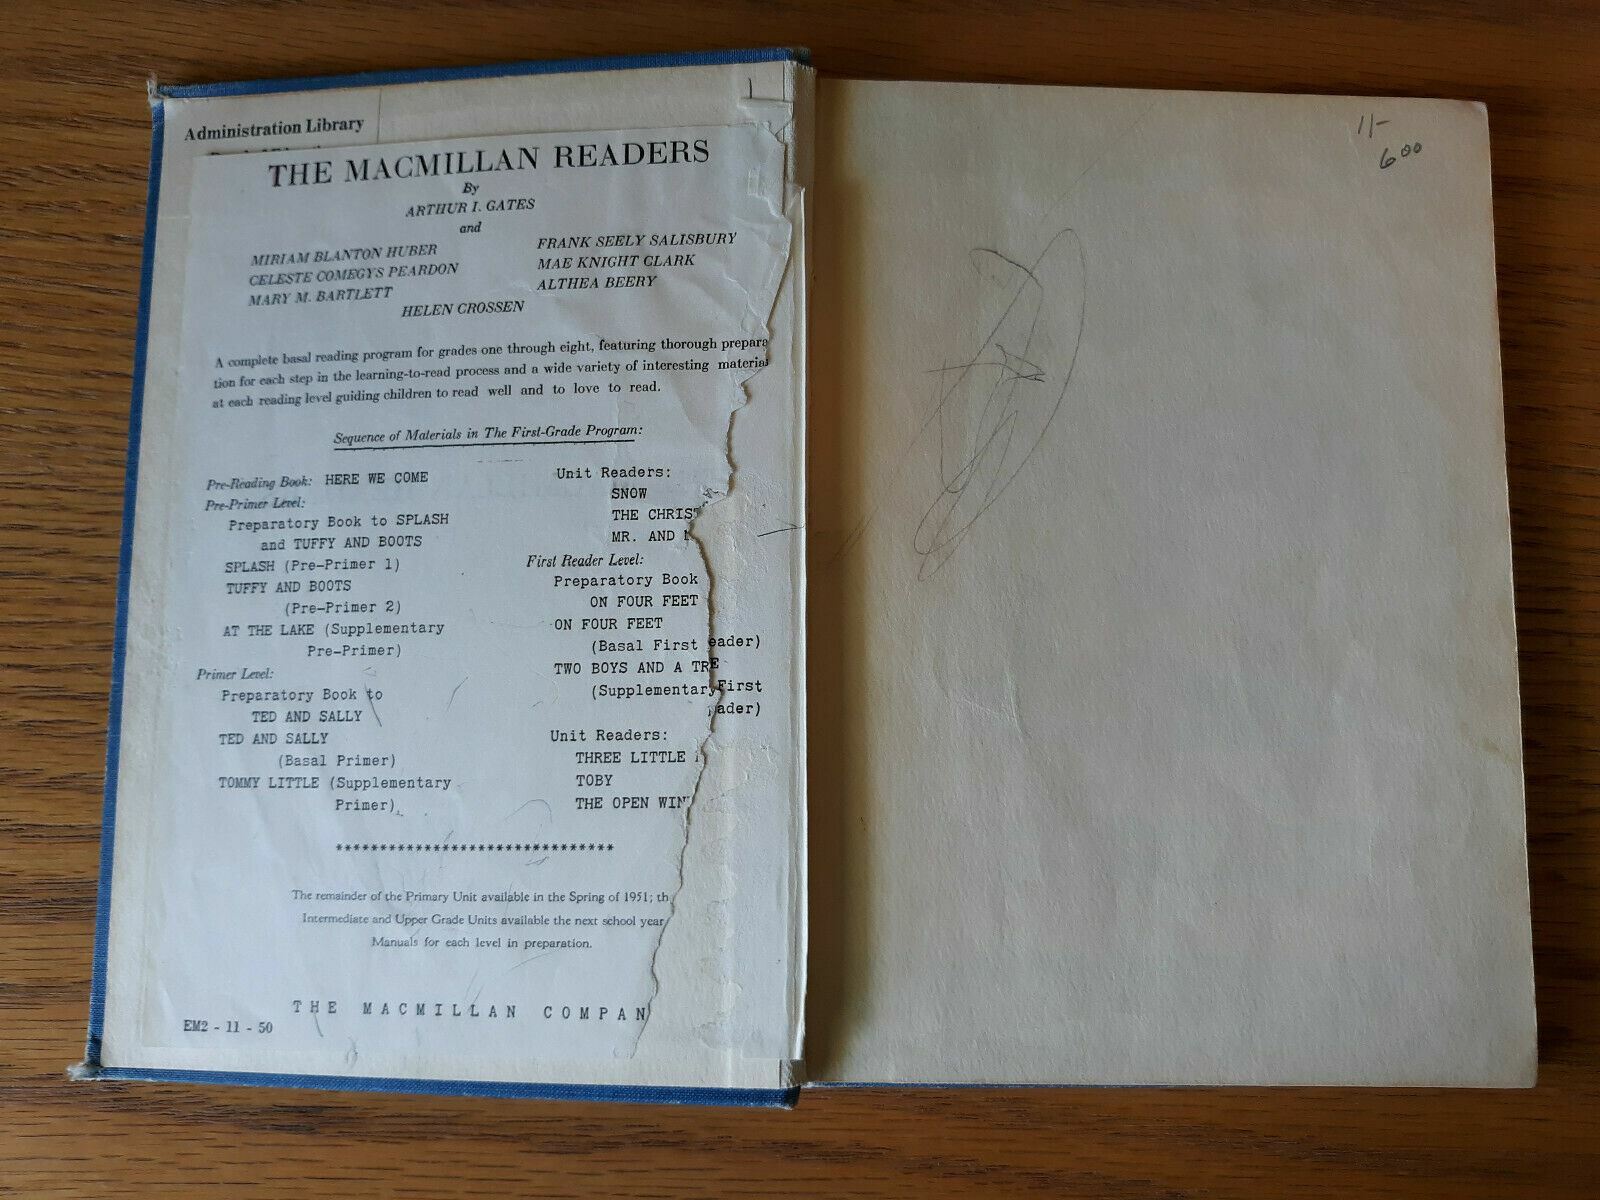 Administration Library
THE MACMILLAN READERS
By
ARTHUR I. GATES
and
MIRIAM BLANTON HUBER
CELESTE COMEGYS PEARDON
MARY M. BARTLETT
FRANK SEELY SALISBURY
MAE KNIGHT CLARK
ALTHEA BEERY
HELEN CROSSEN
A complete basal reading program for grades one through eight, featuring thorough prepara
tion for each step in the learning-to-read process and a wide variety of interesting material
at each reading level guiding children to read well and to love to read.
Sequence of Materials in The First-Grade Program:
Pre-Reading Book: HERE WE COME
Pre-Primer Level:
Preparatory Book to SPLASH
and TUFFY AND BOOTS
SPLASH (Pre-Primer 1)
TUFFY AND BOOTS
(Pre-Primer 2)
AT THE LAKE (Supplementary
Pre-Primer)
Primer Level:
Preparatory Book to
TED AND SALLY
TED AND SALLY
(Basal Primer)
TOMMY LITTLE (Supplementary
Primer)
Unit Readers:
SNOW
THE CHRIST
MR. AND
First Reader Level:
Preparatory Book
ON FOUR FEET
ON FOUR FEET
(Basal First eader)
TWO BOYS AND A TRE
(Supplementary First
ader)
Unit Readers:
THREE LITTLE
TOBY
THE OPEN WIN
******************************
The remainder of the Primary Unit available in the Spring of 1951; th
Intermediate and Upper Grade Units available the next school year
Manuals for each level in preparation.
THE MACMILLAN COMPAN
EM2 - 11 - 50
11-
6 00